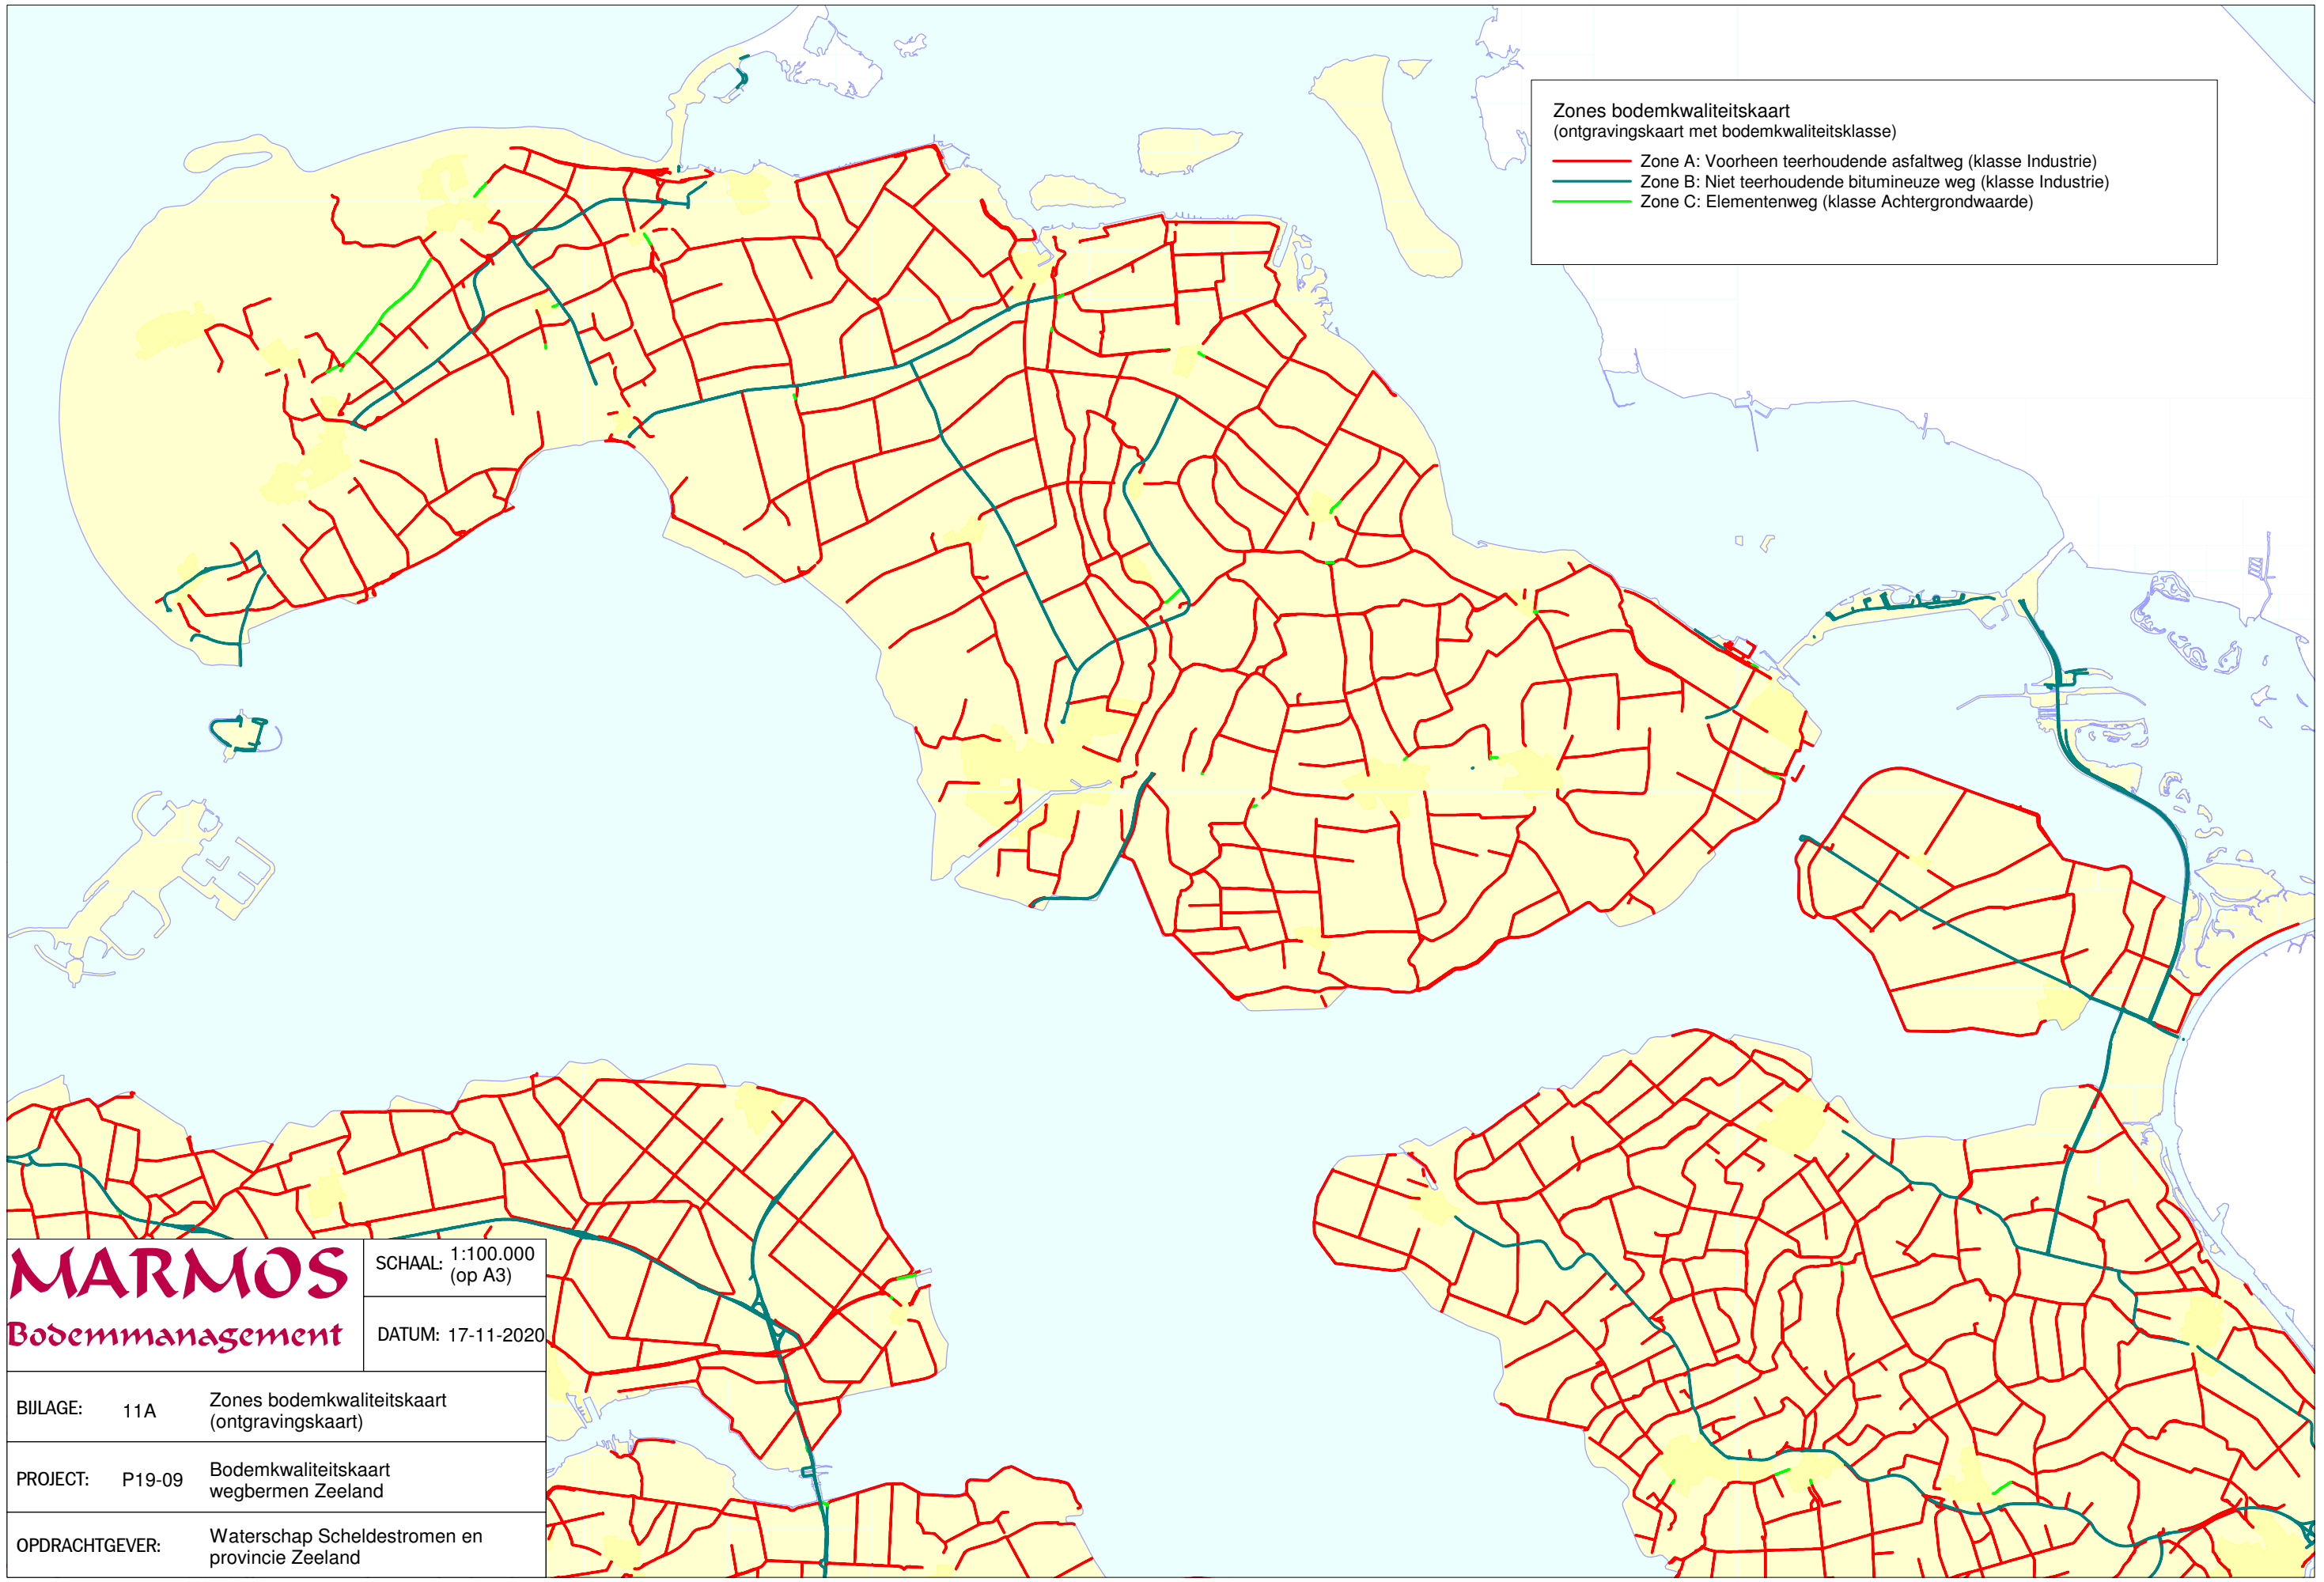 Zones bodemkwaliteitskaart
(ontgravingskaart met bodemkwaliteitsklasse)
Zone A: Voorheen teerhoudende asfaltweg (klasse Industrie)
Zone B: Niet teerhoudende bitumineuze weg (klasse Industrie)
Zone C: Elementenweg (klasse Achtergrondwaarde)
MARMOS
Bodemmanagement
SCHAAL: 1:100.000
(op A3)
DATUM: 17-11-2020
BIJLAGE: 11A Zones bodemkwaliteitskaart
(ontgravingskaart)
PROJECT: P19-09 Bodemkwaliteitskaart
wegbermen Zeeland
OPDRACHTGEVER: Waterschap Scheldestromen en
provincie Zeeland